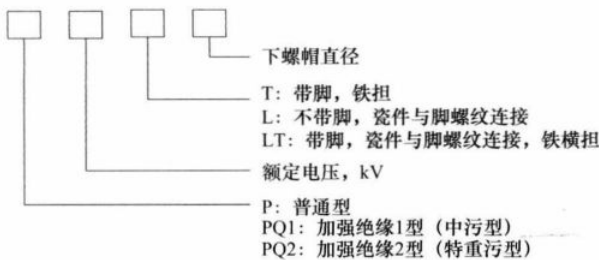 下螺帽直径
T：带脚，铁担
L：不带脚，瓷件与脚螺纹连接
LT：带脚，瓷件与脚螺纹连接，铁横担
额定电压，kV
P：普通型
PQ1：加强绝缘1型（中污型）
PQ2：加强绝缘2型（特重污型）